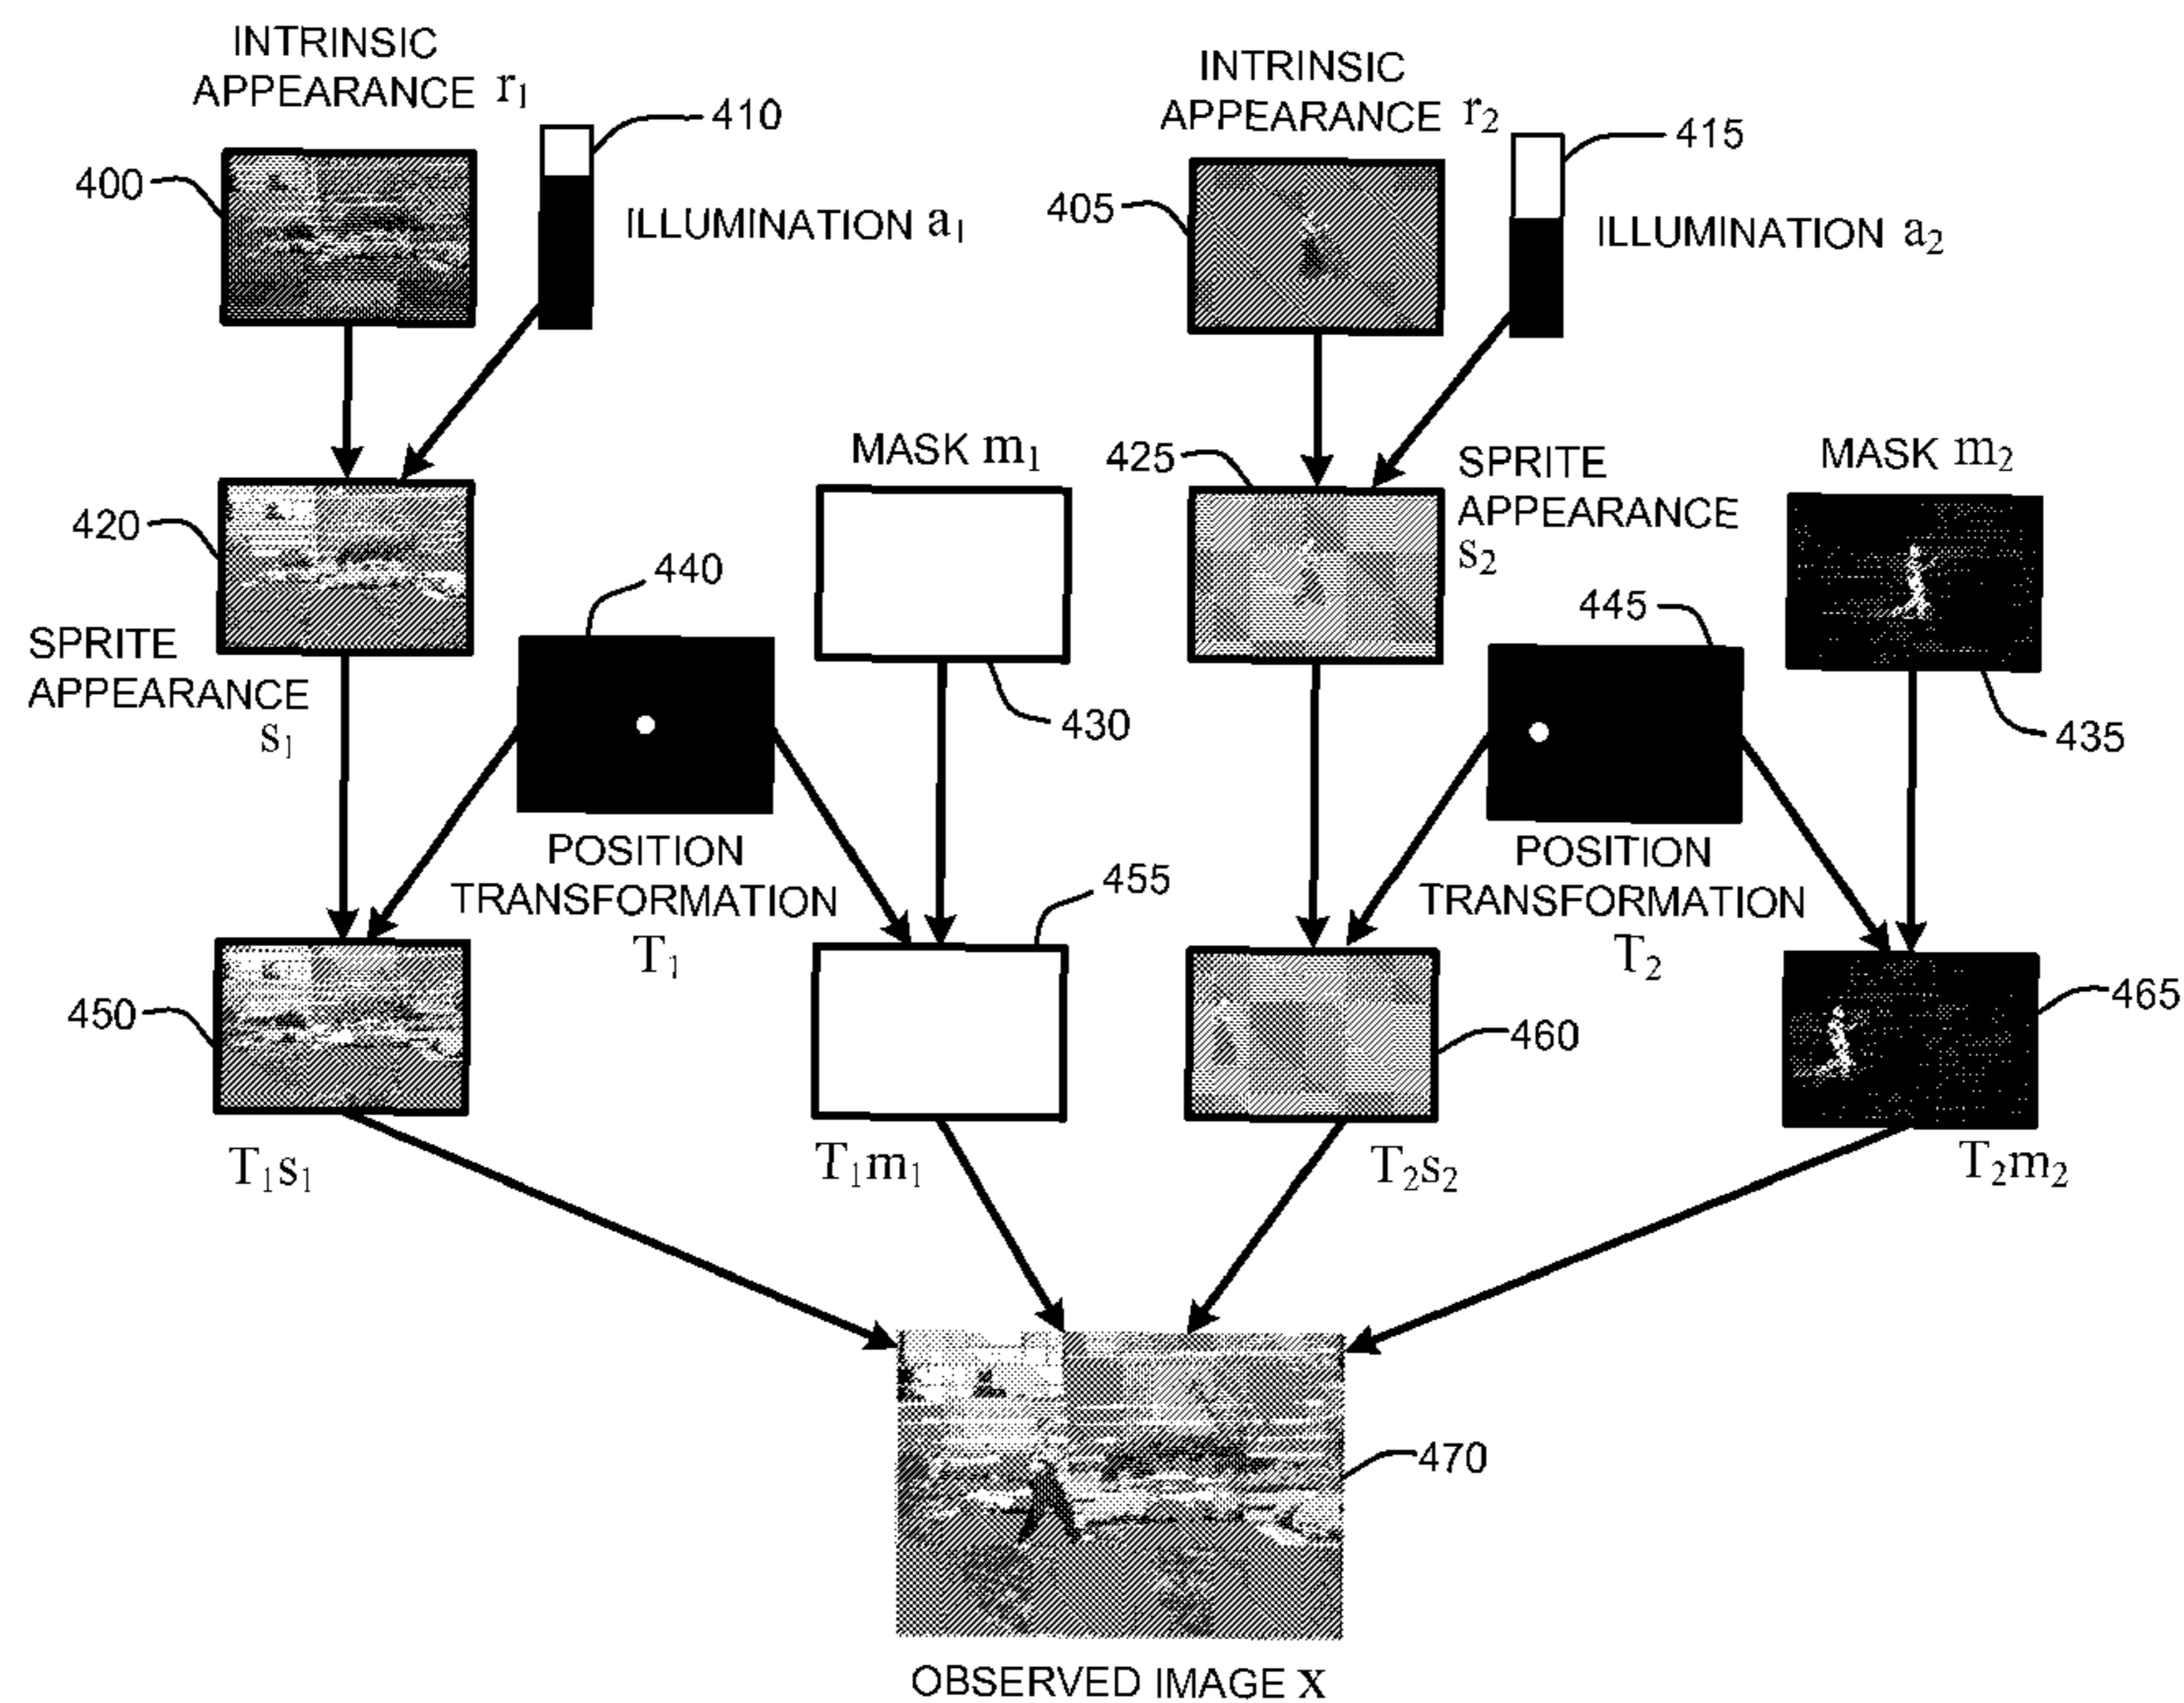 INTRINSIC
APPEARANCE r₁
410
400
ILLUMINATION a₁
INTRINSIC
APPEARANCE r₂
415
405
ILLUMINATION a₂
420
SPRITE
APPEARANCE
s₁
440
MASK m₁
430
POSITION
TRANSFORMATION
T₁
455
450
T₁s₁
T₁m₁
425
SPRITE
APPEARANCE
s₂
MASK m₂
445
435
POSITION
TRANSFORMATION
T₂
460
465
T₂s₂
T₂m₂
470
OBSERVED IMAGE x